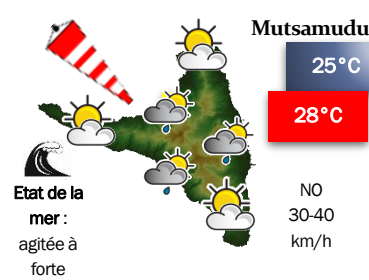 Mutsamudu
25°C
28°C
Etat de la
mer :
agitée à
forte
NO
30-40
km/h